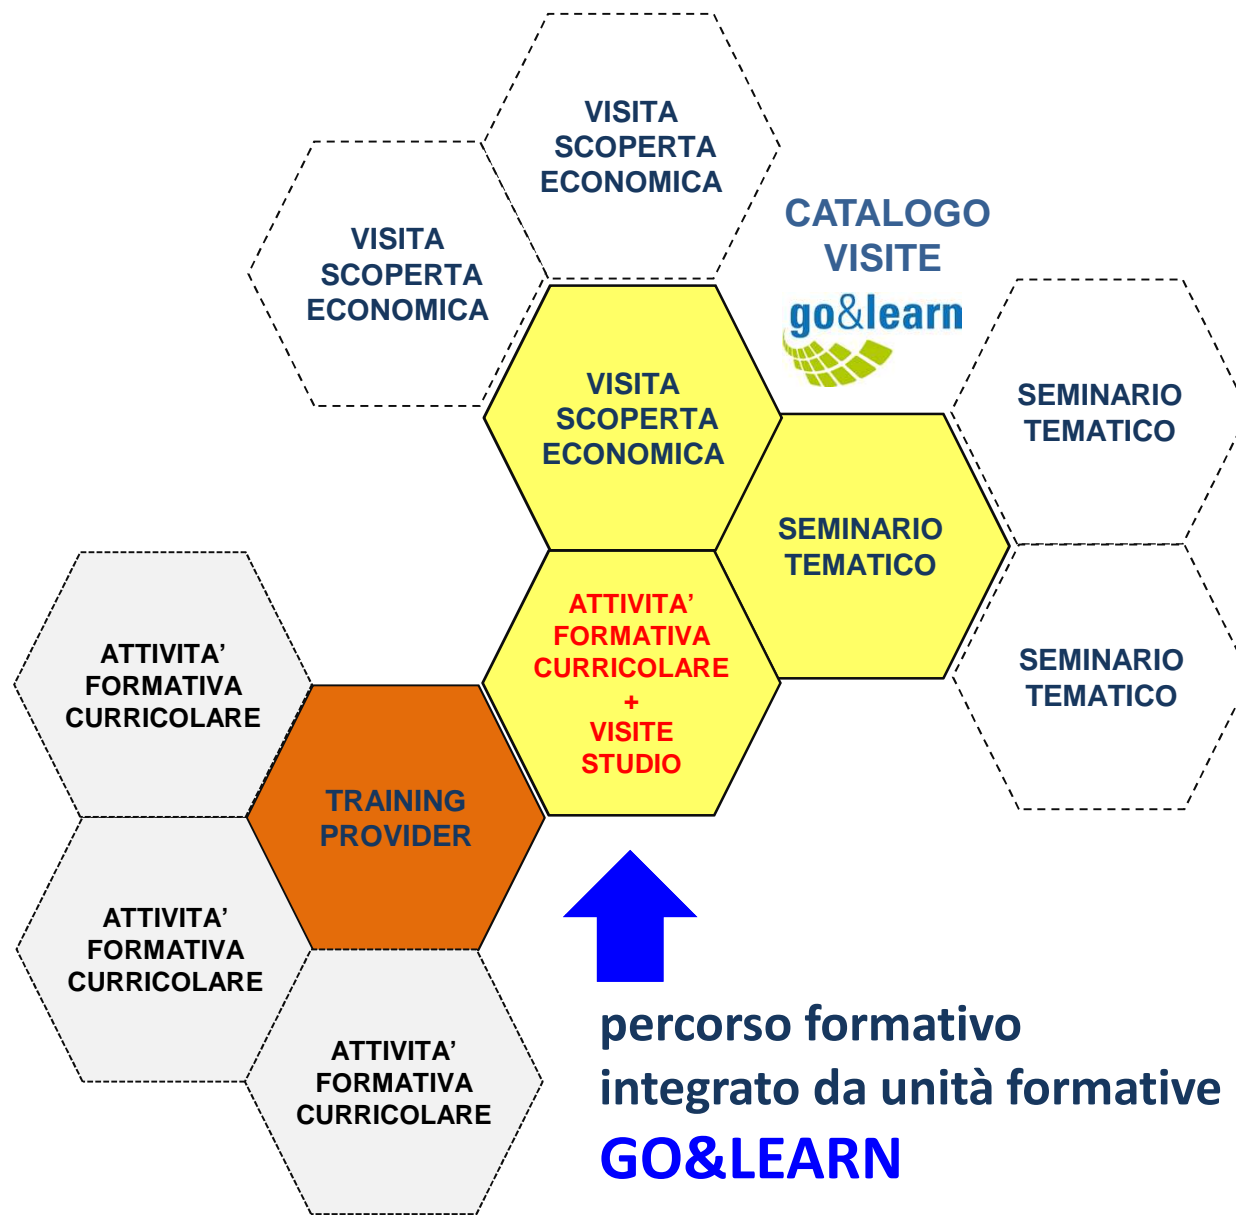 VISITA
SCOPERTA
ECONOMICA
VISITA
SCOPERTA
ECONOMICA
CATALOGO
VISITE
go&learn
VISITA
SCOPERTA
ECONOMICA
SEMINARIO
TEMATICO
SEMINARIO
TEMATICO
SEMINARIO
TEMATICO
ATTIVITA'
FORMATIVA
CURRICOLARE
+
VISITE
STUDIO
ATTIVITA'
FORMATIVA
CURRICOLARE
TRAINING
PROVIDER
ATTIVITA'
FORMATIVA
CURRICOLARE
ATTIVITA'
FORMATIVA
CURRICOLARE
percorso formativo
integrato da unità formative
GO&LEARN